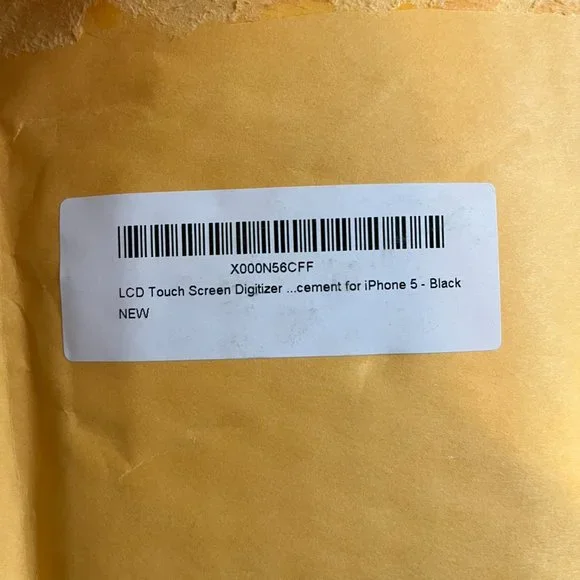 X000N56CFF
LCD Touch Screen Digitizer ...cement for iPhone 5 - Black
NEW